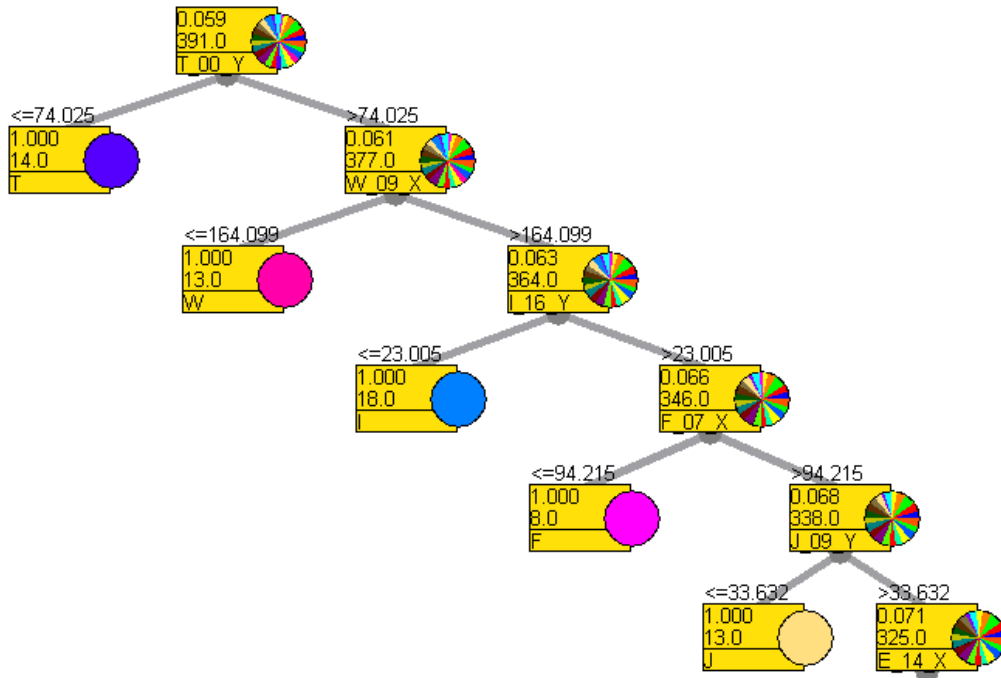 0.059
391.0
T_00_Y
<=74.025
>74.025
1.000
14.0
T
0.061
377.0
W_09_X
<=164.099
>164.099
1.000
13.0
W
0.063
364.0
I_16_Y
<=23.005
>23.005
1.000
18.0
I
0.066
346.0
F_07_X
<=94.215
>94.215
1.000
8.0
F
0.068
338.0
J_09_Y
<=33.632
>33.632
1.000
13.0
J
0.071
325.0
E_14_X